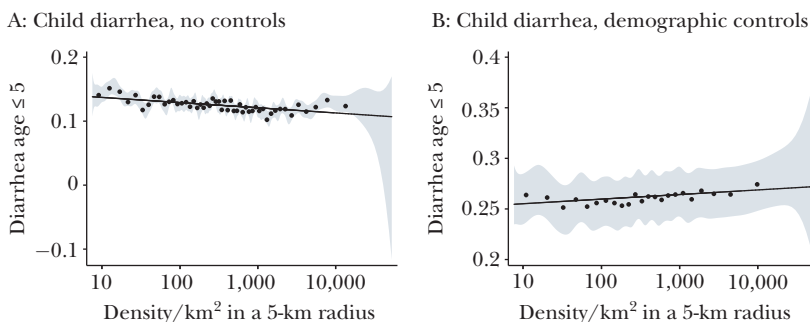 A: Child diarrhea, no controls
Diarrhea age ≤ 5
0.2
0.1
0
−0.1
10
100
1,000
10,000
Density/km² in a 5-km radius
B: Child diarrhea, demographic controls
Diarrhea age ≤ 5
0.4
0.35
0.3
0.25
0.2
10
100
1,000
10,000
Density/km² in a 5-km radius